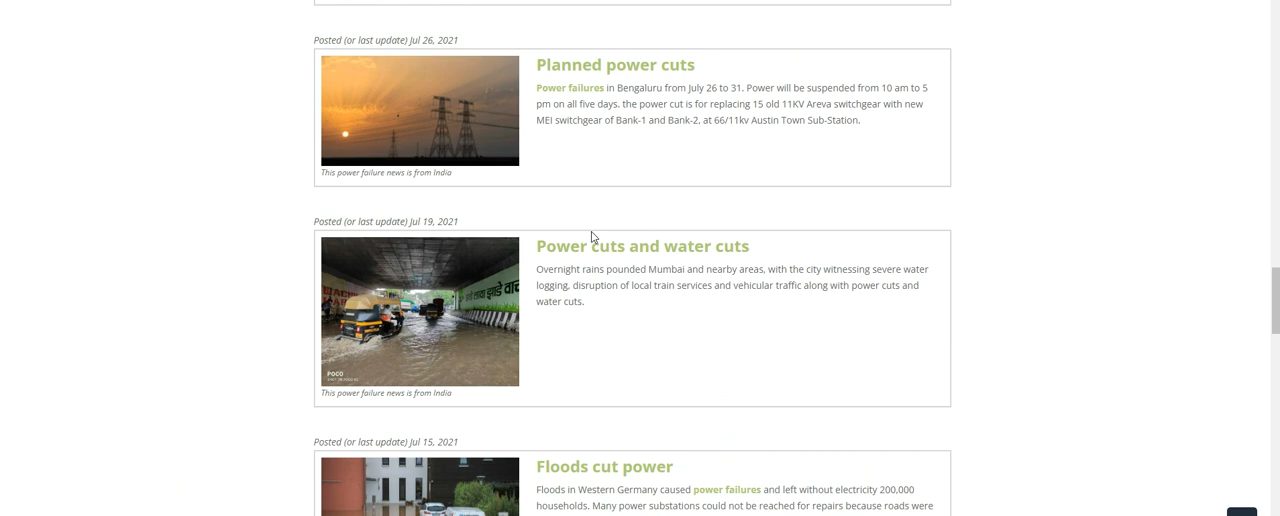 Posted (or last update) Jul 26, 2021
Planned power cuts
Power failures in Bengaluru from July 26 to 31. Power will be suspended from 10 am to 5
pm on all five days. the power cut is for replacing 15 old 11KV Areva switchgear with new
MEI switchgear of Bank-1 and Bank-2, at 66/11kv Austin Town Sub-Station.
This power failure news is from India
Posted (or last update) Jul 19, 2021
Power cuts and water cuts
Overnight rains pounded Mumbai and nearby areas, with the city witnessing severe water
logging, disruption of local train services and vehicular traffic along with power cuts and
water cuts.
POCO
This power failure news is from India
Posted (or last update) Jul 15, 2021
Floods cut power
Floods in Western Germany caused power failures and left without electricity 200,000
households. Many power substations could not be reached for repairs because roads were